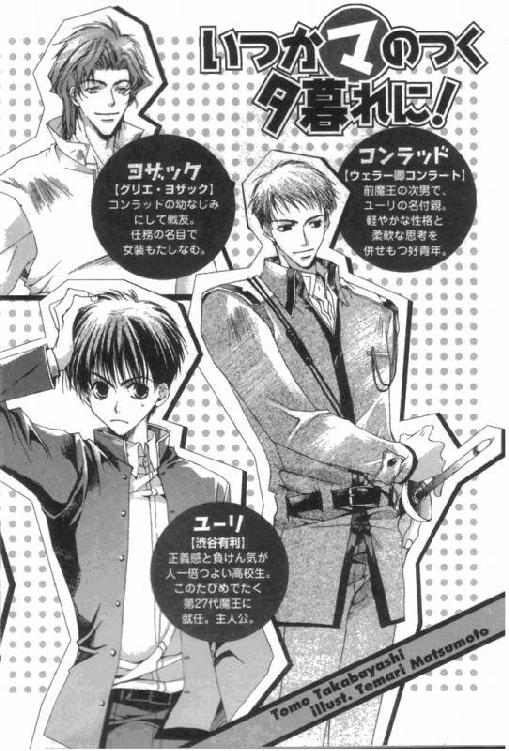 いつかマのつく
夕暮れに!
ヨザック
【グリエ・ヨザック】
コンラッドの幼なじみ
にして戦友。
任務の名目で
女装もたしなむ。
コンラッド
【ウェラー卿コンラート】
前魔王の次男で、
ユーリの名付親。
軽やかな性格と
柔軟な思考を
併せもつ好青年。
ユーリ
【渋谷有利】
正義感と負けん気が
人一倍つよい高校生。
このたびめでたく
第27代魔王に
就任。主人公。
Tomo Takabayashi
illust. Temari Matsumoto